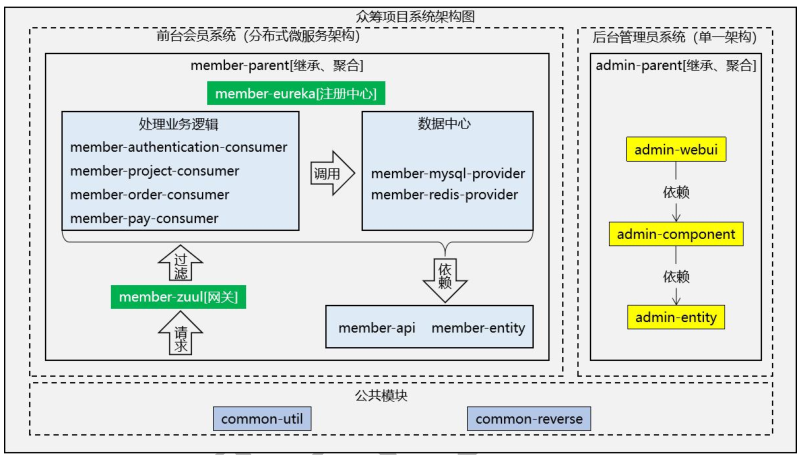 众筹项目系统架构图
前台会员系统（分布式微服务架构）
member-parent[继承、聚合]
member-eureka[注册中心]
处理业务逻辑
member-authentication-consumer
member-project-consumer
member-order-consumer
member-pay-consumer
调用
数据中心
member-mysql-provider
member-redis-provider
过滤
member-zuul[网关]
请求
依赖
member-api member-entity
后台管理员系统（单一架构）
admin-parent[继承、聚合]
admin-webui
依赖
admin-component
依赖
admin-entity
公共模块
common-util
common-reverse